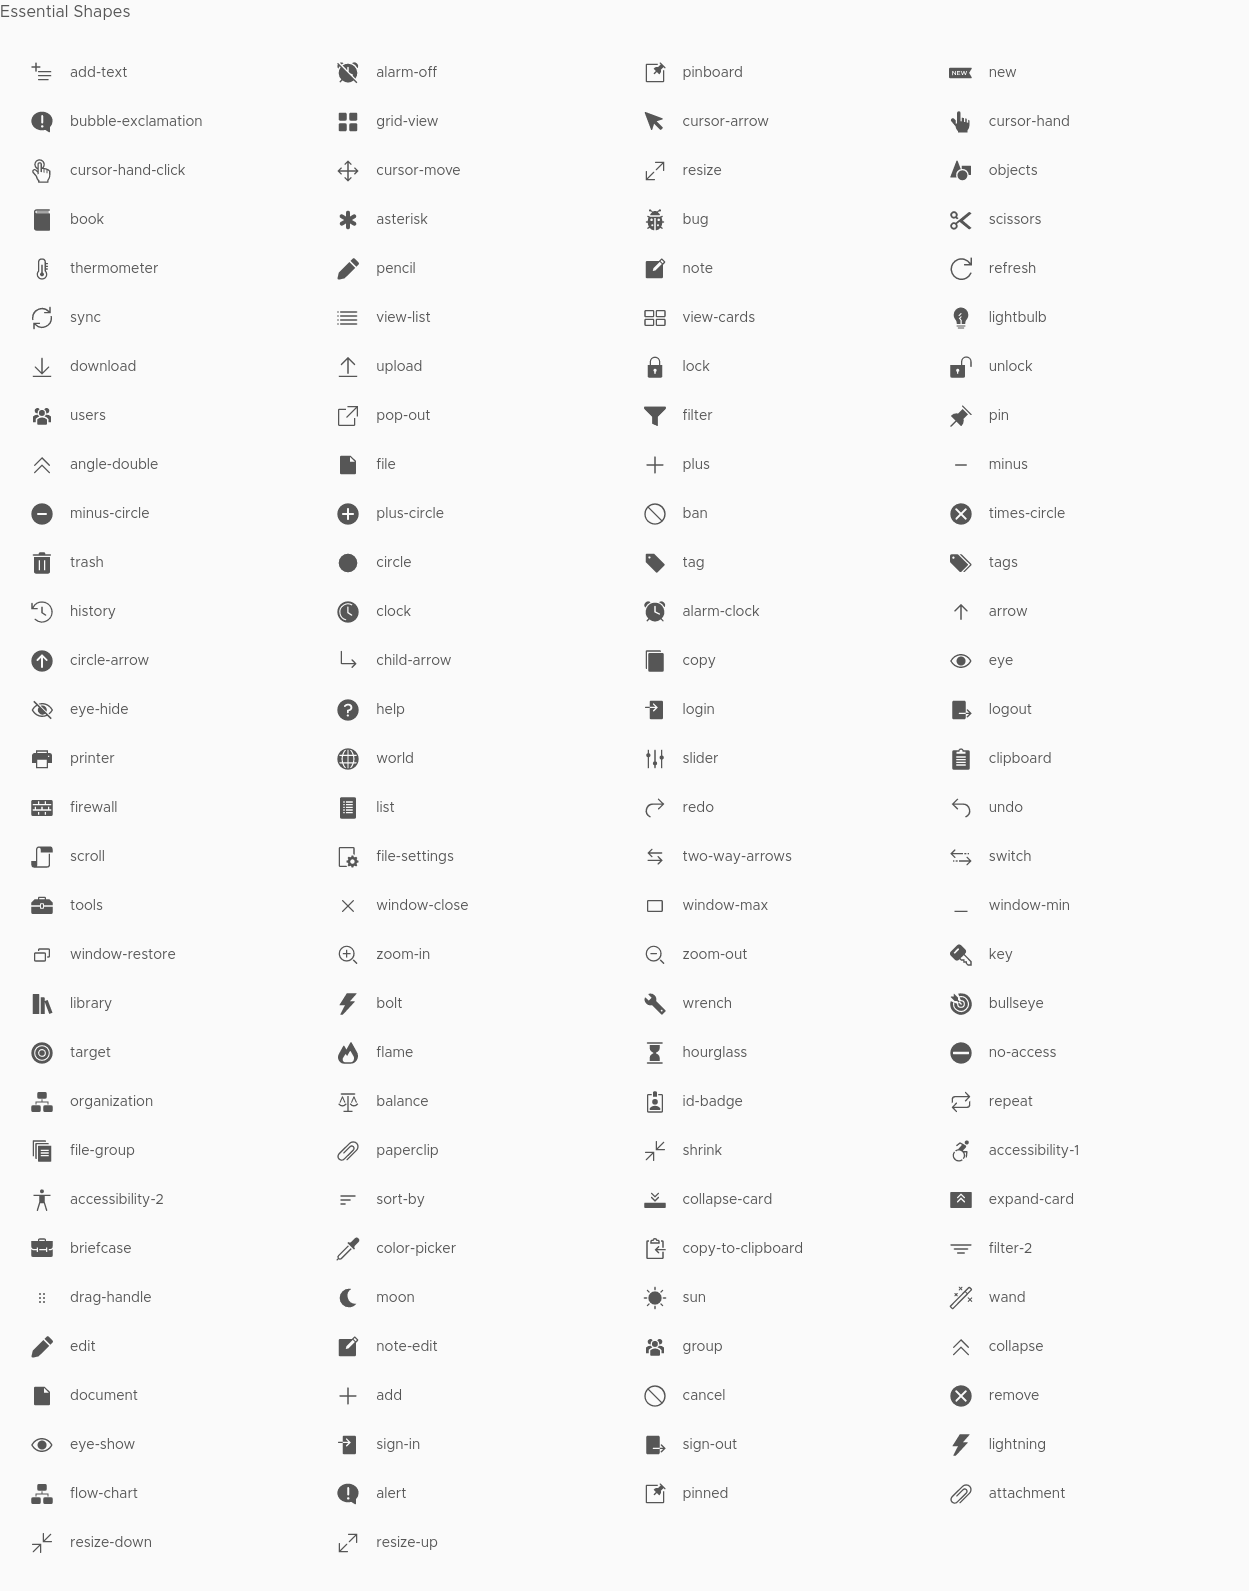 Essential Shapes
add-text alarm-off pinboard NEW new
bubble-exclamation grid-view cursor-arrow cursor-hand
cursor-hand-click cursor-move resize objects
book asterisk bug scissors
thermometer pencil note refresh
sync view-list view-cards lightbulb
download upload lock unlock
users pop-out filter pin
angle-double file plus minus
minus-circle plus-circle ban times-circle
trash circle tag tags
history clock alarm-clock arrow
circle-arrow child-arrow copy eye
eye-hide help login logout
printer world slider clipboard
firewall list redo undo
scroll file-settings two-way-arrows switch
tools window-close window-max window-min
window-restore zoom-in zoom-out key
library bolt wrench bullseye
target flame hourglass no-access
organization balance id-badge repeat
file-group paperclip shrink accessibility-1
accessibility-2 sort-by collapse-card expand-card
briefcase color-picker copy-to-clipboard filter-2
drag-handle moon sun wand
edit note-edit group collapse
document add cancel remove
eye-show sign-in sign-out lightning
flow-chart alert pinned attachment
resize-down resize-up